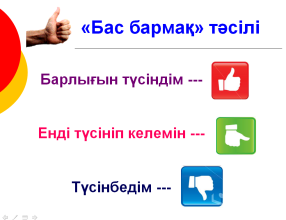 «Бас бармақ» тәсілі
Барлығын түсіндім ---
Енді түсініп келемін ---
Түсінбедім ---